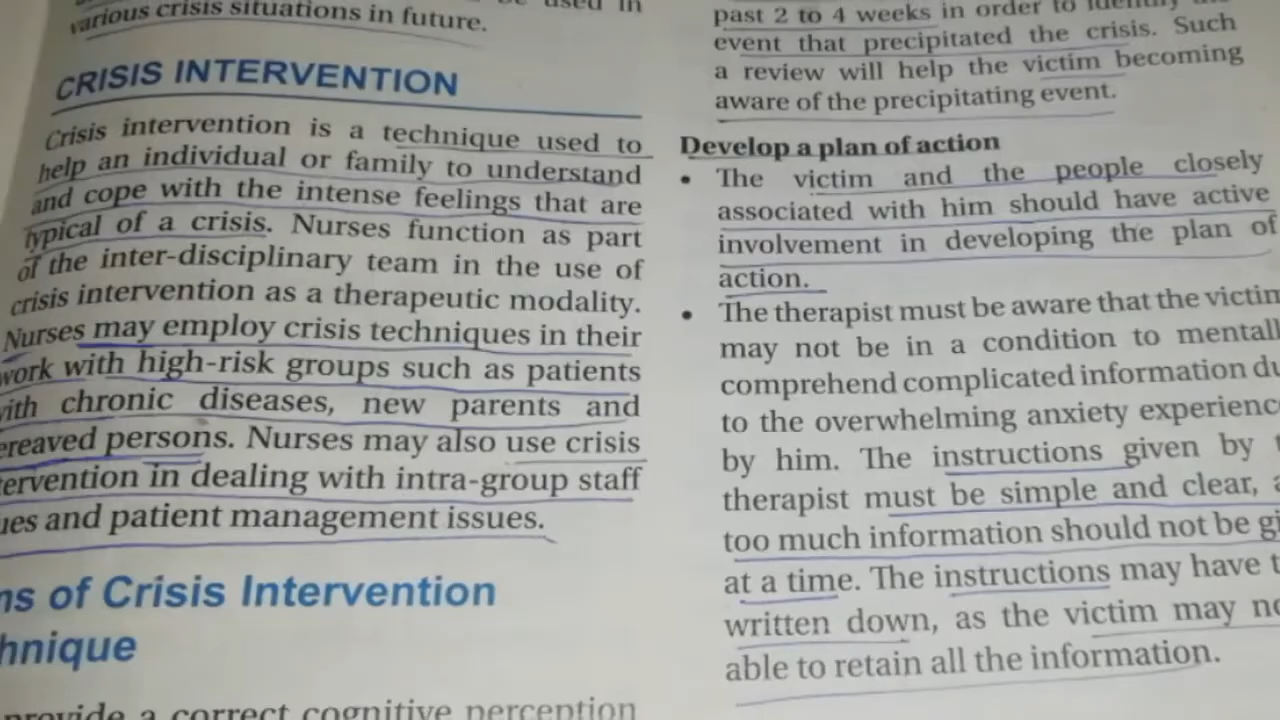 used in
various crisis situations in future.
CRISIS INTERVENTION
Crisis intervention is a technique used to
help an individual or family to understand
and cope with the intense feelings that are
typical of a crisis. Nurses function as part
of the inter-disciplinary team in the use of
crisis intervention as a therapeutic modality.
Nurses may employ crisis techniques in their
work with high-risk groups such as patients
with chronic diseases, new parents and
ereaved persons. Nurses may also use crisis
tervention in dealing with intra-group staff
ues and patient management issues.
ms of Crisis Intervention
hnique
provide a correct cognitive perception
past 2 to 4 weeks in order to identify the
event that precipitated the crisis. Such
a review will help the victim becoming
aware of the precipitating event.
Develop a plan of action
• The victim and the people closely
associated with him should have active
involvement in developing the plan of
action.
• The therapist must be aware that the victim
may not be in a condition to mentall
comprehend complicated information du
to the overwhelming anxiety experienc
by him. The instructions given by t
therapist must be simple and clear, a
too much information should not be gi
at a time. The instructions may have t
written down, as the victim may no
able to retain all the information.